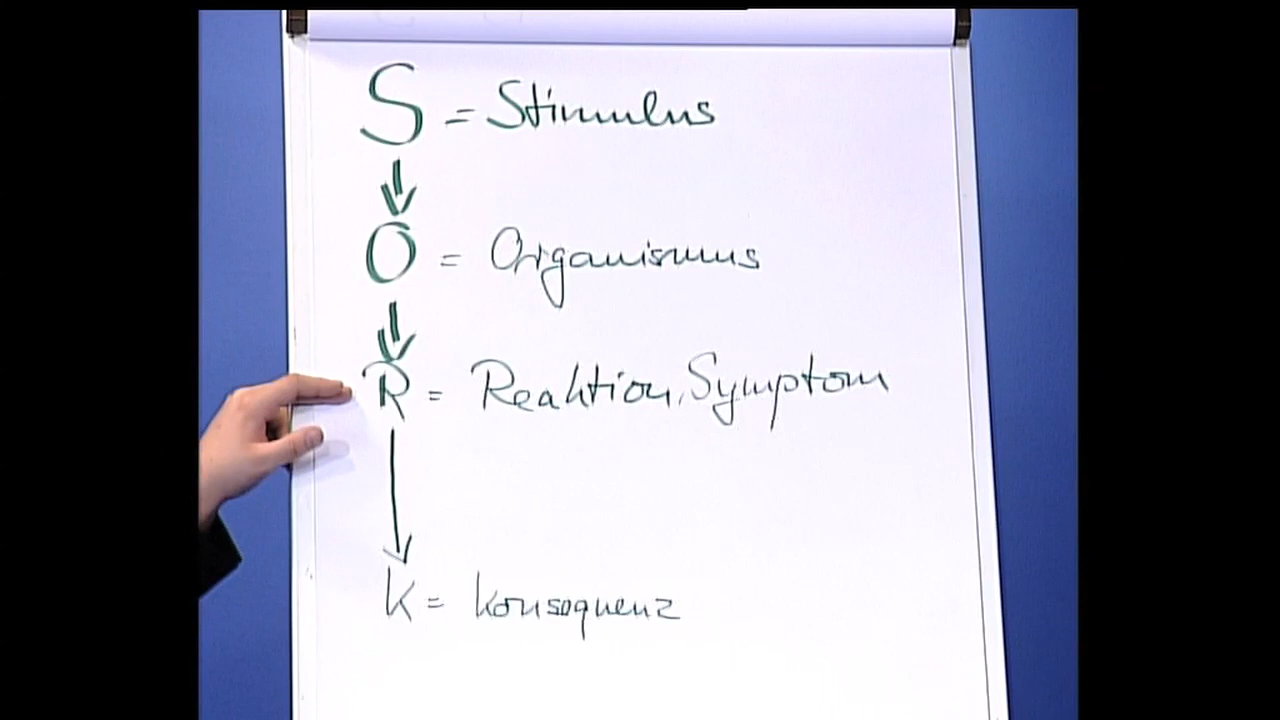 S = Stimulus
O = Organismus
R = Reaktion, Symptom
K = Konsequenz